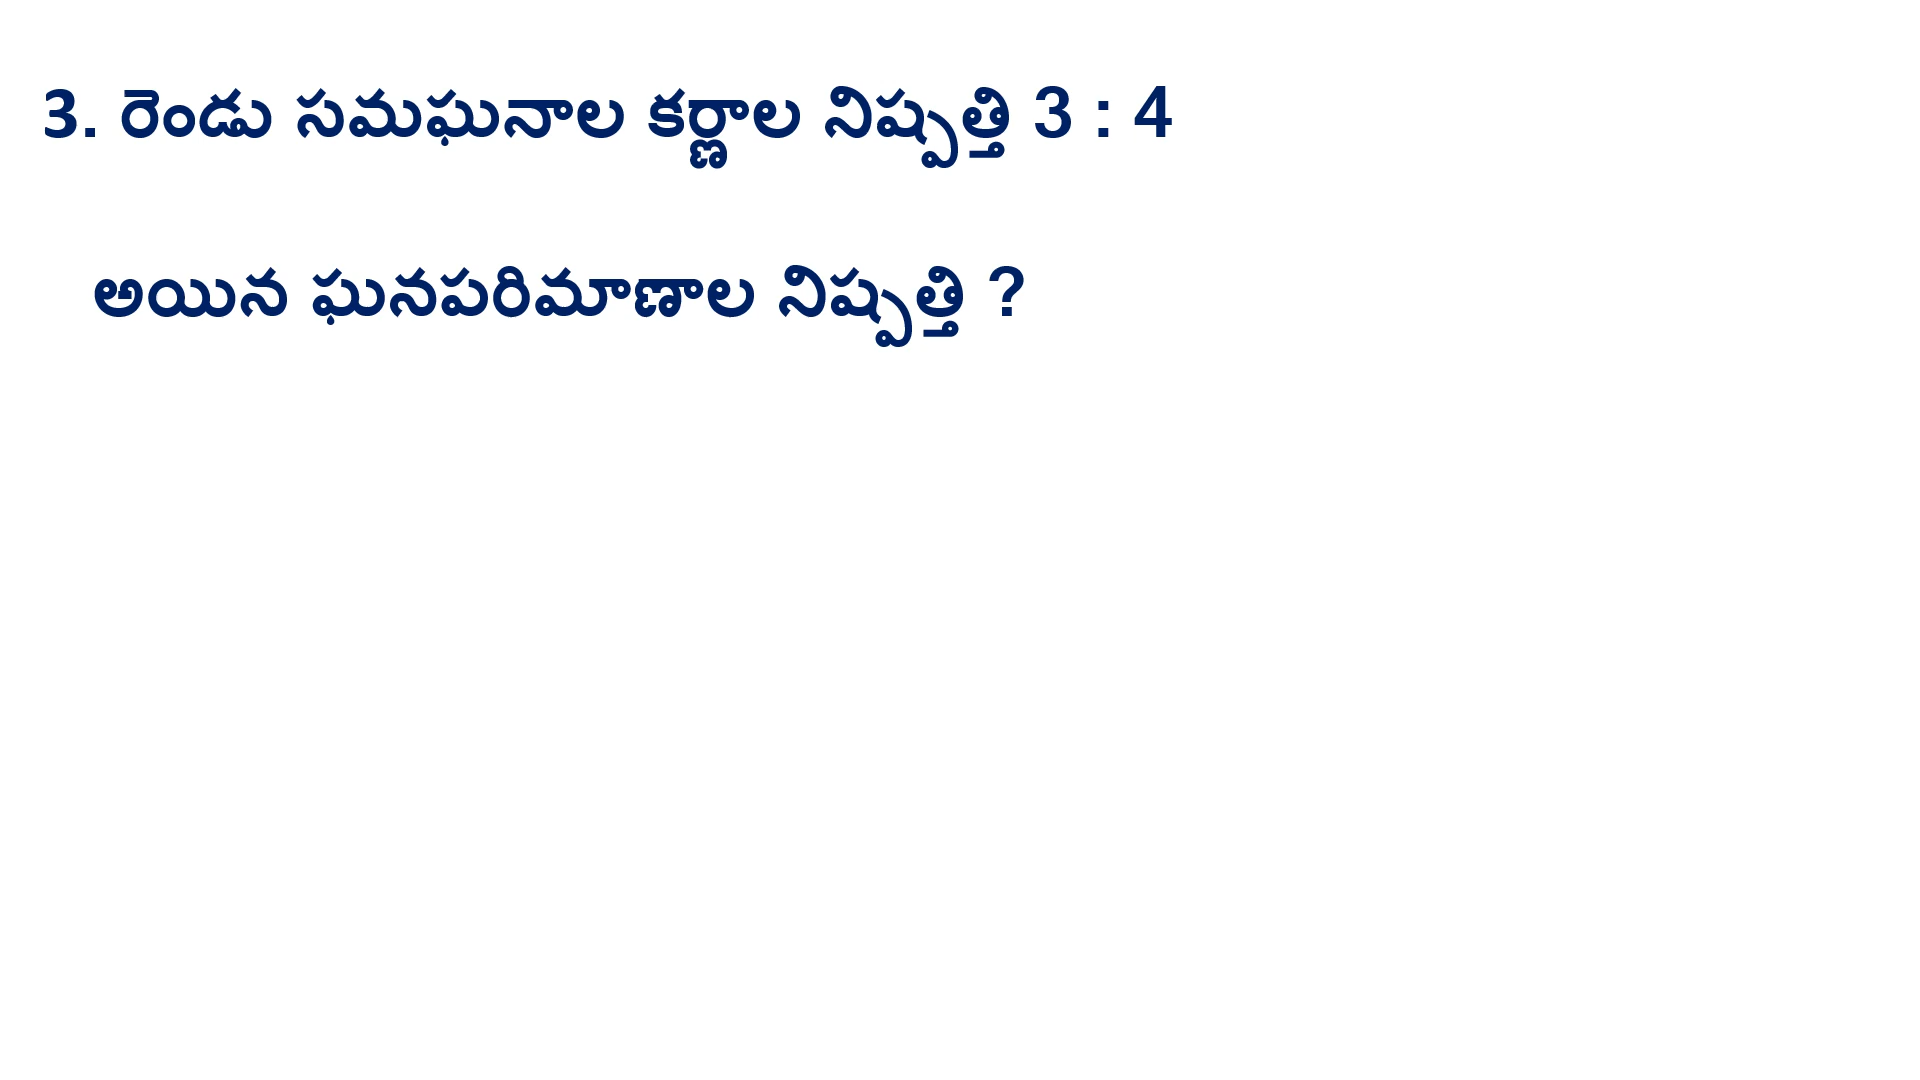 3. రెండు సమఘనాల కర్ణాల నిష్పత్తి 3 : 4
అయిన ఘనపరిమాణాల నిష్పత్తి ?